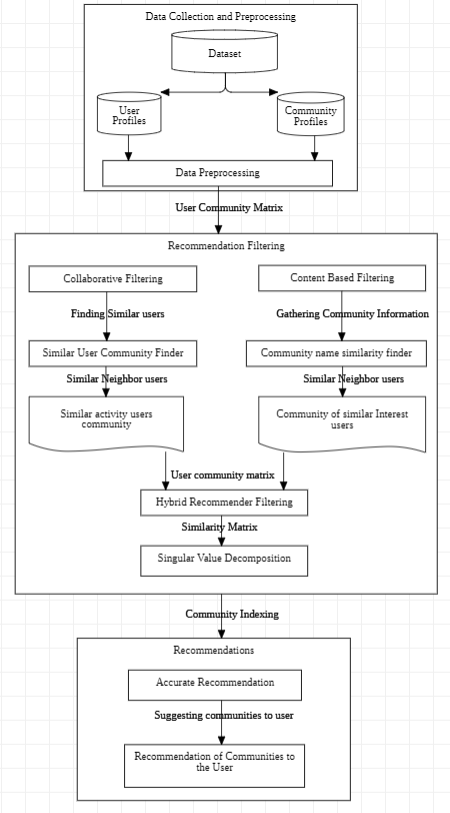 Data Collection and Preprocessing
Dataset
User
Profiles
Community
Profiles
Data Preprocessing
User Community Matrix
Recommendation Filtering
Collaborative Filtering
Content Based Filtering
Finding Similar users
Gathering Community Information
Similar User Community Finder
Community name similarity finder
Similar Neighbor users
Similar Neighbor users
Similar activity users
community
Community of similar Interest
users
User community matrix
Hybrid Recommender Filtering
Similarity Matrix
Singular Value Decomposition
Community Indexing
Recommendations
Accurate Recommendation
Suggesting communities to user
Recommendation of Communities to
the User